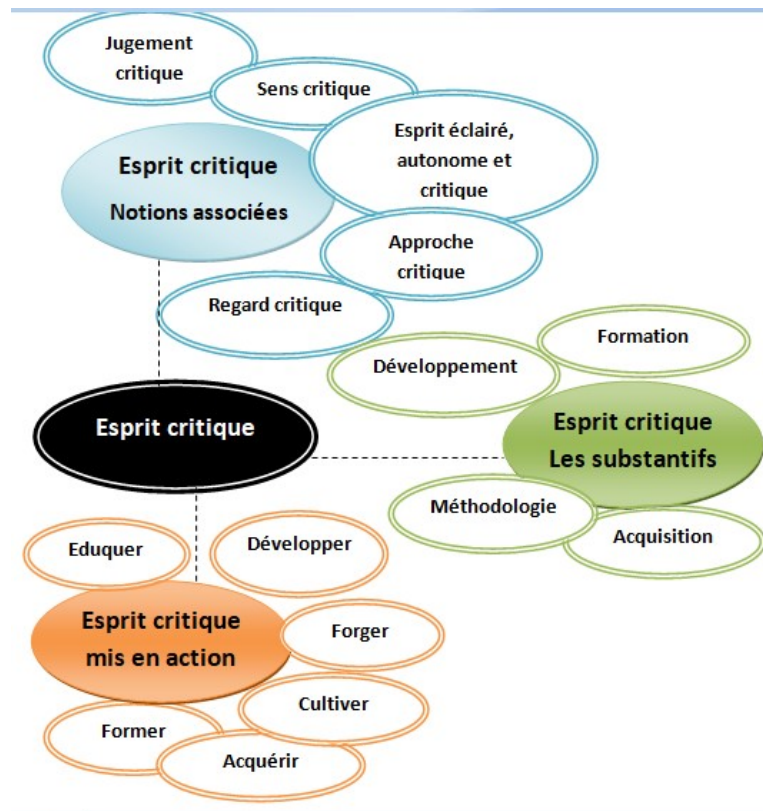 Jugement
critique
Sens critique
Esprit éclairé,
autonome et
critique
Esprit critique
Notions associées
Approche
critique
Regard critique
Formation
Développement
Esprit critique
Esprit critique
Les substantifs
Méthodologie
Acquisition
Eduquer
Développer
Esprit critique
mis en action
Forger
Cultiver
Former
Acquérir